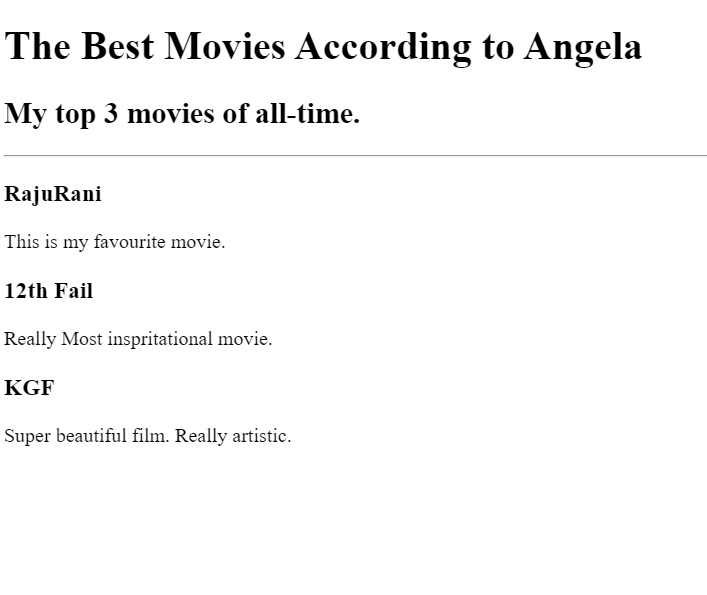 The Best Movies According to Angela
My top 3 movies of all-time.
RajuRani
This is my favourite movie.
12th Fail
Really Most inspritational movie.
KGF
Super beautiful film. Really artistic.